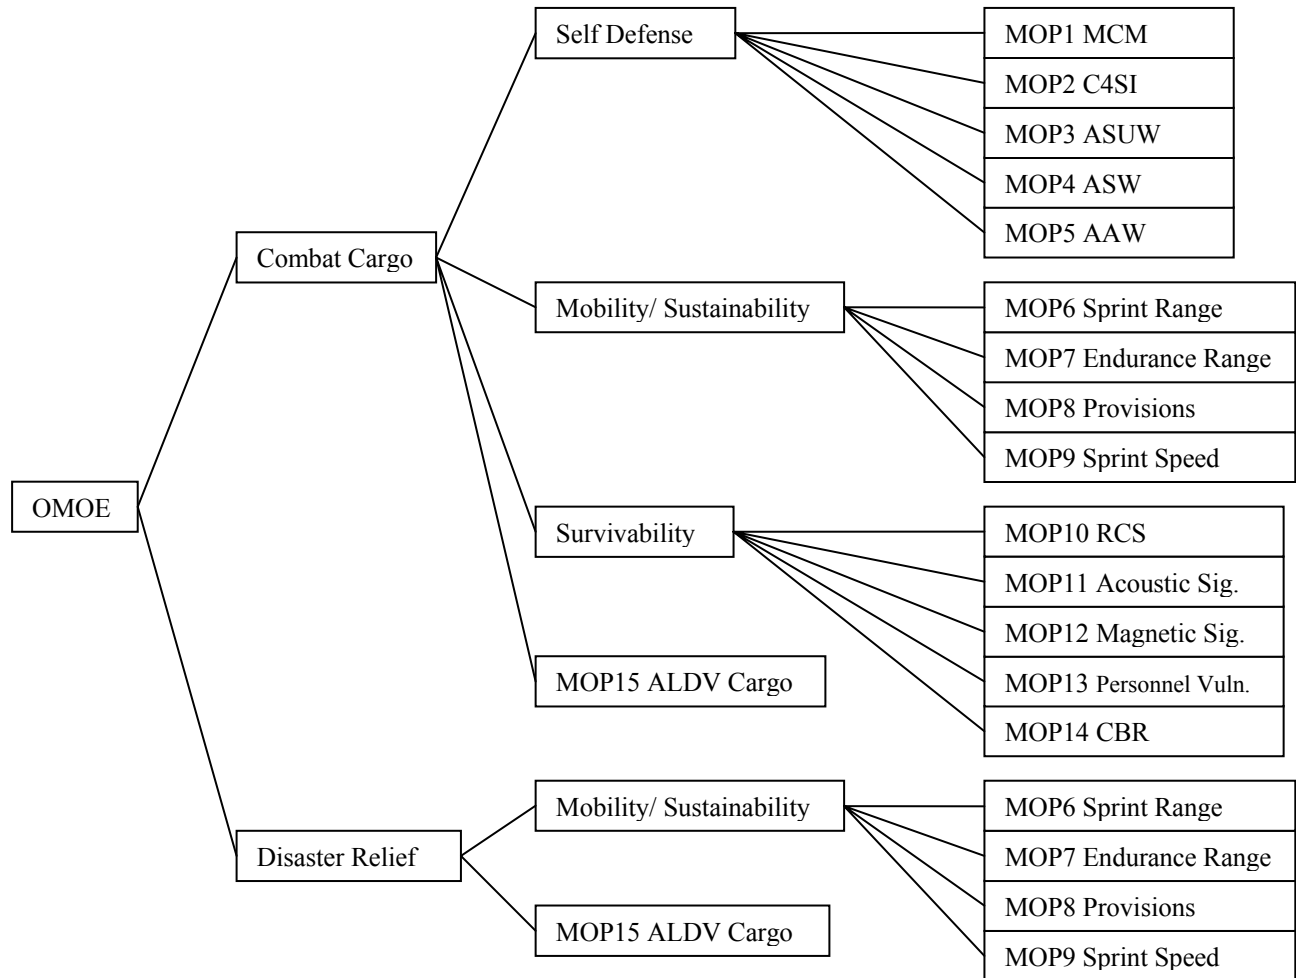 OMOE
Combat Cargo
Self Defense
MOP1 MCM
MOP2 C4SI
MOP3 ASUW
MOP4 ASW
MOP5 AAW
Mobility/ Sustainability
MOP6 Sprint Range
MOP7 Endurance Range
MOP8 Provisions
MOP9 Sprint Speed
Survivability
MOP10 RCS
MOP11 Acoustic Sig.
MOP12 Magnetic Sig.
MOP13 Personnel Vuln.
MOP14 CBR
MOP15 ALDV Cargo
Disaster Relief
Mobility/ Sustainability
MOP6 Sprint Range
MOP7 Endurance Range
MOP8 Provisions
MOP9 Sprint Speed
MOP15 ALDV Cargo